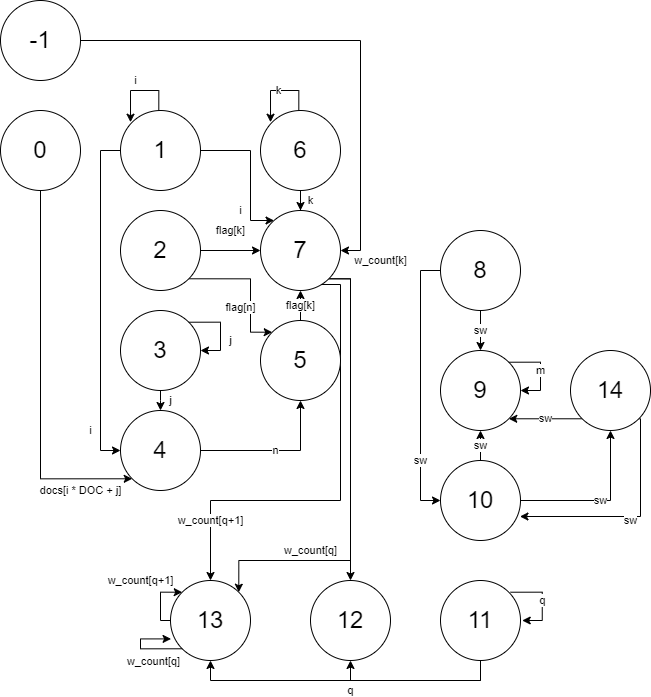 -1
i
k
0
1
6
k
i
flag[k]
2
7
w_count[k]
8
flag[n]
flag[k]
sw
j
3
5
m
9
14
j
sw
i
4
n
sw
sw
docs[i * DOC + j]
10
sw
w_count[q+1]
sw
w_count[q]
w_count[q+1]
q
13
12
11
w_count[q]
q